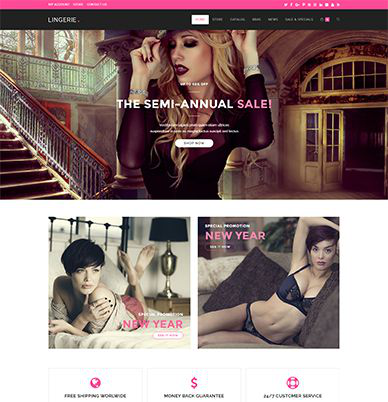 MY ACCOUNT STORE CONTACT US
LINGERIE .
HOME STORE CATALOG BRAS NEWS SALE & SPECIALS
UP TO 50% OFF
THE SEMI-ANNUAL SALE!
SHOP NOW
SPECIAL PROMOTION
NEW YEAR
SEE IT NOW
SPECIAL PROMOTION
NEW YEAR
SEE IT NOW
FREE SHIPPING WORLWIDE
MONEY BACK GUARANTEE
24/7 CUSTOMER SERVICE